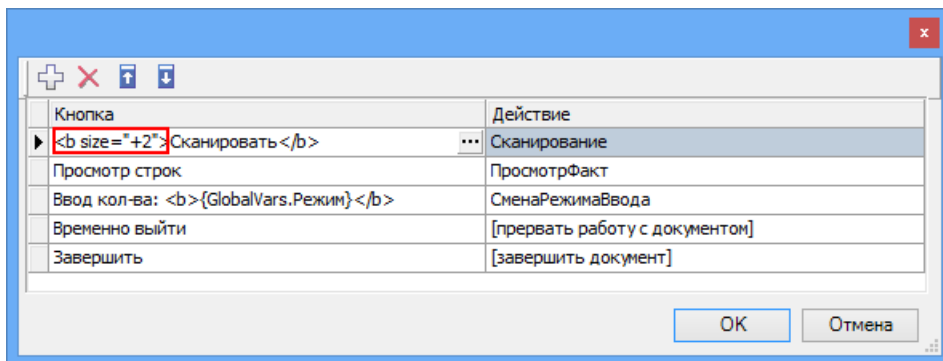 x
Кнопка Действие
<b size="+2">Сканировать</b> ... Сканирование
Просмотр строк ПросмотрФакт
Ввод кол-ва: <b>{GlobalVars.Режим}</b> СменаРежимаВвода
Временно выйти [прервать работу с документом]
Завершить [завершить документ]
OK Отмена